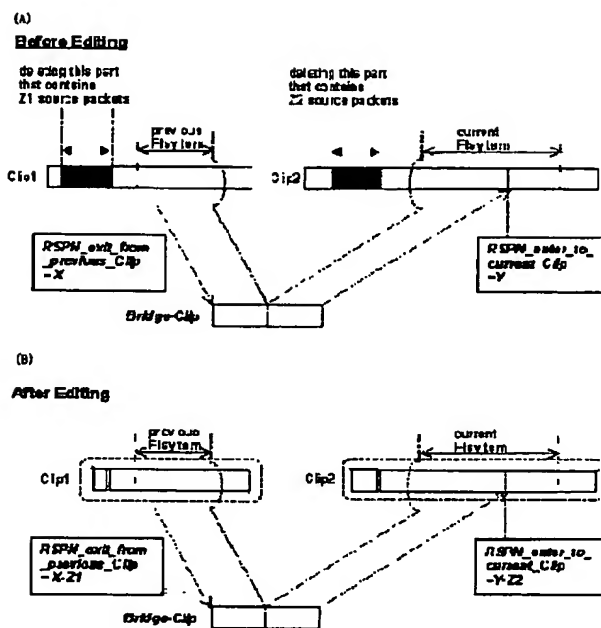 (A)
Before Editing
deleting this part
that contains
Z1 source packets
deleting this part
that contains
Z2 source packets
previous
PlayItem
current
PlayItem
Clip1
Clip2
RSPN_exit_from
_previous_Clip
=X
RSPN_enter_to_
current_Clip
=Y
Bridge-Clip
(B)
After Editing
previous
PlayItem
current
PlayItem
Clip1
Clip2
RSPN_exit_from
_previous_Clip
=X-Z1
RSPN_enter_to_
current_Clip
=Y-Z2
Bridge-Clip